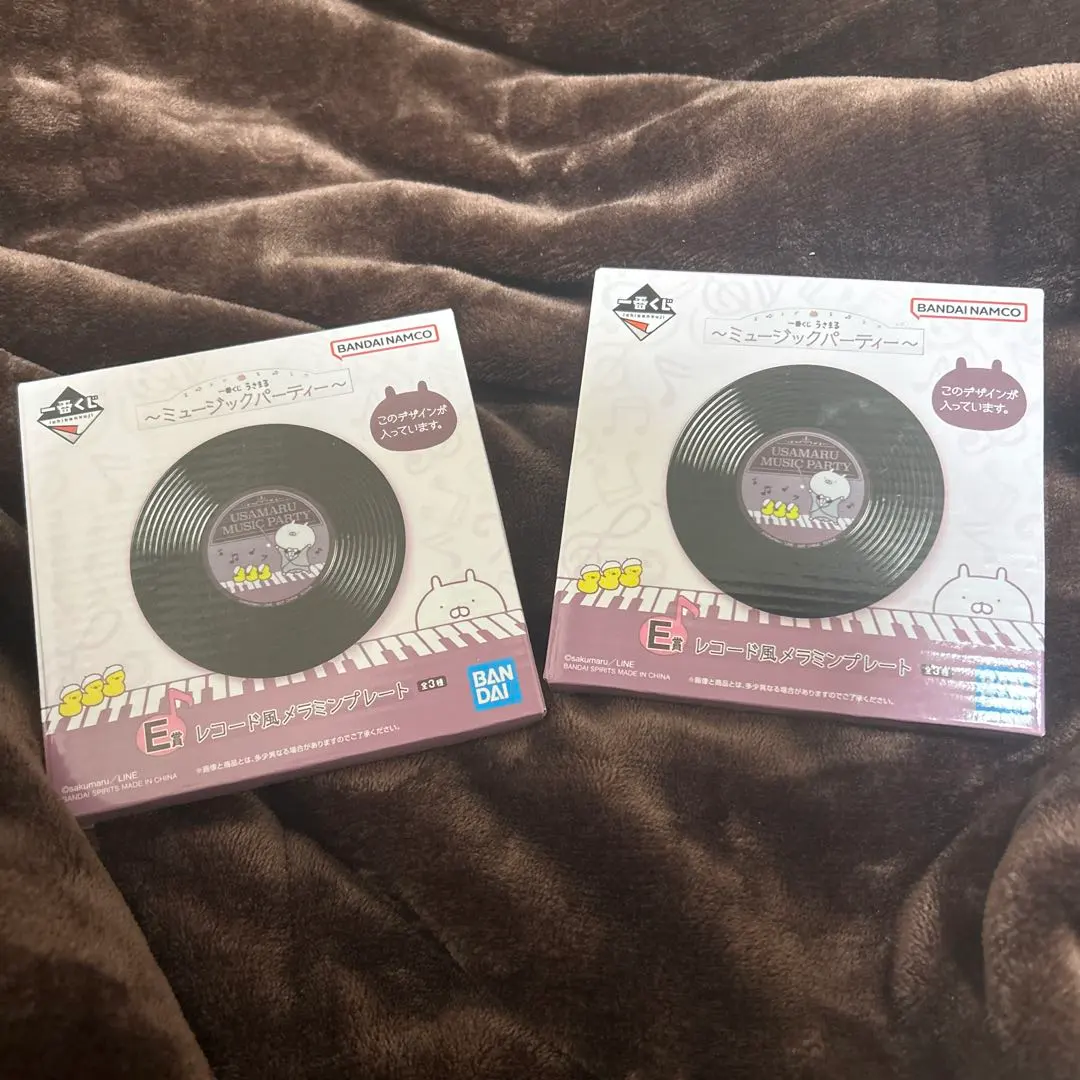 一番くじ
ichibankuji
BANDAI NAMCO
一番くじ うさまる
～ミュージックパーティー～
このデザインが
入っています。
USAMARU
MUSIC PARTY
E賞 レコード風メラミンプレート 全3種
BAN
DAI
※画像と商品とは、多少異なる場合がありますのでご了承ください。
©sakumaru／LINE
BANDAI SPIRITS MADE IN CHINA
一番くじ
ichibankuji
BANDAI NAMCO
一番くじ うさまる
～ミュージックパーティー～
このデザインが
入っています。
USAMARU
MUSIC PARTY
E賞 レコード風メラミンプレート 全3種
©sakumaru／LINE
BANDAI SPIRITS MADE IN CHINA
※画像と商品とは、多少異なる場合がありますのでご了承ください。
BAN
DAI